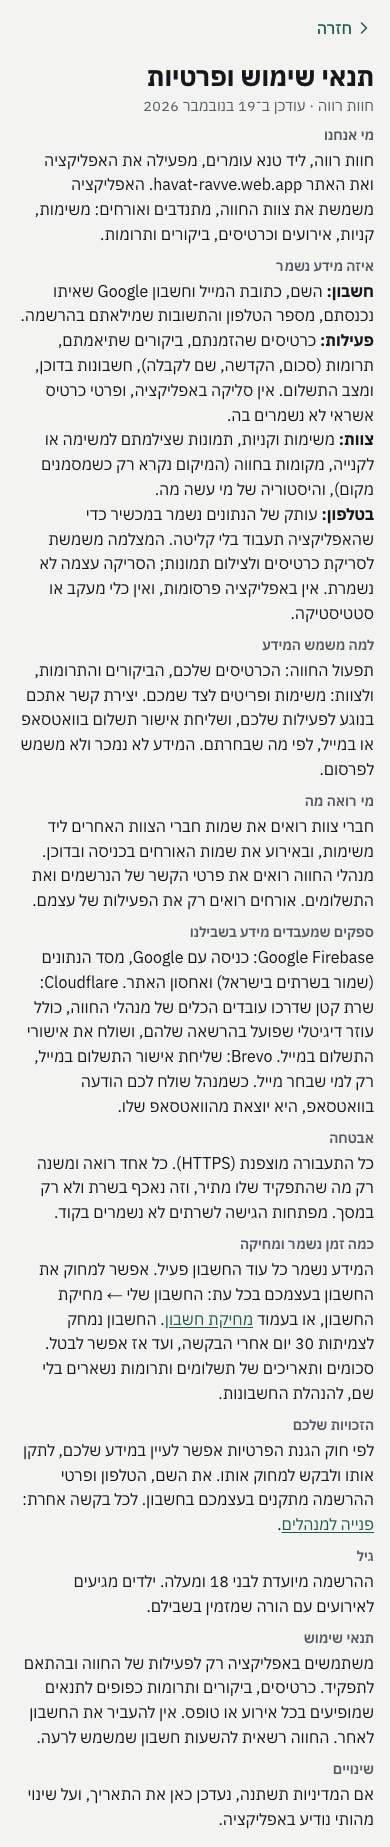 חזרה
תנאי שימוש ופרטיות
חוות רווה · עודכן ב־19 בנובמבר 2026
מי אנחנו
חוות רווה, ליד טנא עומרים, מפעילה את האפליקציה
ואת האתר havat-ravve.web.app. האפליקציה
משמשת את צוות החווה, מתנדבים ואורחים: משימות,
קניות, אירועים וכרטיסים, ביקורים ותרומות.
איזה מידע נשמר
חשבון: השם, כתובת המייל וחשבון Google שאיתו
נכנסתם, מספר הטלפון והתשובות שמילאתם בהרשמה.
פעילות: כרטיסים שהזמנתם, ביקורים שתיאמתם,
תרומות (סכום, הקדשה, שם לקבלה), חשבונות בדוכן,
ומצב התשלום. אין סליקה באפליקציה, ופרטי כרטיס
אשראי לא נשמרים בה.
צוות: משימות וקניות, תמונות שצילמתם למשימה או
לקנייה, מקומות בחווה (המיקום נקרא רק כשמסמנים
מקום), והיסטוריה של מי עשה מה.
בטלפון: עותק של הנתונים נשמר במכשיר כדי
שהאפליקציה תעבוד בלי קליטה. המצלמה משמשת
לסריקת כרטיסים ולצילום תמונות; הסריקה עצמה לא
נשמרת. אין באפליקציה פרסומות, ואין כלי מעקב או
סטטיסטיקה.
למה משמש המידע
תפעול החווה: הכרטיסים שלכם, הביקורים והתרומות,
ולצוות: משימות ופריטים לצד שמכם. יצירת קשר אתכם
בנוגע לפעילות שלכם, ושליחת אישור תשלום בוואטסאפ
או במייל, לפי מה שבחרתם. המידע לא נמכר ולא משמש
לפרסום.
מי רואה מה
חברי צוות רואים את שמות חברי הצוות האחרים ליד
משימות, ובאירוע את שמות האורחים בכניסה ובדוכן.
מנהלי החווה רואים את פרטי הקשר של הנרשמים ואת
התשלומים. אורחים רואים רק את הפעילות של עצמם.
ספקים שמעבדים מידע בשבילנו
Google Firebase: כניסה עם Google, מסד הנתונים
(שמור בשרתים בישראל) ואחסון האתר. Cloudflare:
שרת קטן שדרכו עובדים הכלים של מנהלי החווה, כולל
עוזר דיגיטלי שפועל בהרשאה שלהם, ושולח את אישורי
התשלום במייל. Brevo: שליחת אישור התשלום במייל,
רק למי שבחר מייל. כשמנהל שולח לכם הודעה
בוואטסאפ, היא יוצאת מהוואטסאפ שלו.
אבטחה
כל התעבורה מוצפנת (HTTPS). כל אחד רואה ומשנה
רק מה שהתפקיד שלו מתיר, וזה נאכף בשרת ולא רק
במסך. מפתחות הגישה לשרתים לא נשמרים בקוד.
כמה זמן נשמר ומחיקה
המידע נשמר כל עוד החשבון פעיל. אפשר למחוק את
החשבון בעצמכם בכל עת: החשבון שלי ← מחיקת
החשבון, או בעמוד מחיקת חשבון. החשבון נמחק
לצמיתות 30 יום אחרי הבקשה, ועד אז אפשר לבטל.
סכומים ותאריכים של תשלומים ותרומות נשארים בלי
שם, להנהלת החשבונות.
הזכויות שלכם
לפי חוק הגנת הפרטיות אפשר לעיין במידע שלכם, לתקן
אותו ולבקש למחוק אותו. את השם, הטלפון ופרטי
ההרשמה מתקנים בעצמכם בחשבון. לכל בקשה אחרת:
פנייה למנהלים.
גיל
ההרשמה מיועדת לבני 18 ומעלה. ילדים מגיעים
לאירועים עם הורה שמזמין בשבילם.
תנאי שימוש
משתמשים באפליקציה רק לפעילות של החווה ובהתאם
לתפקיד. כרטיסים, ביקורים ותרומות כפופים לתנאים
שמופיעים בכל אירוע או טופס. אין להעביר את החשבון
לאחר. החווה רשאית להשעות חשבון שמשמש לרעה.
שינויים
אם המדיניות תשתנה, נעדכן כאן את התאריך, ועל שינוי
מהותי נודיע באפליקציה.